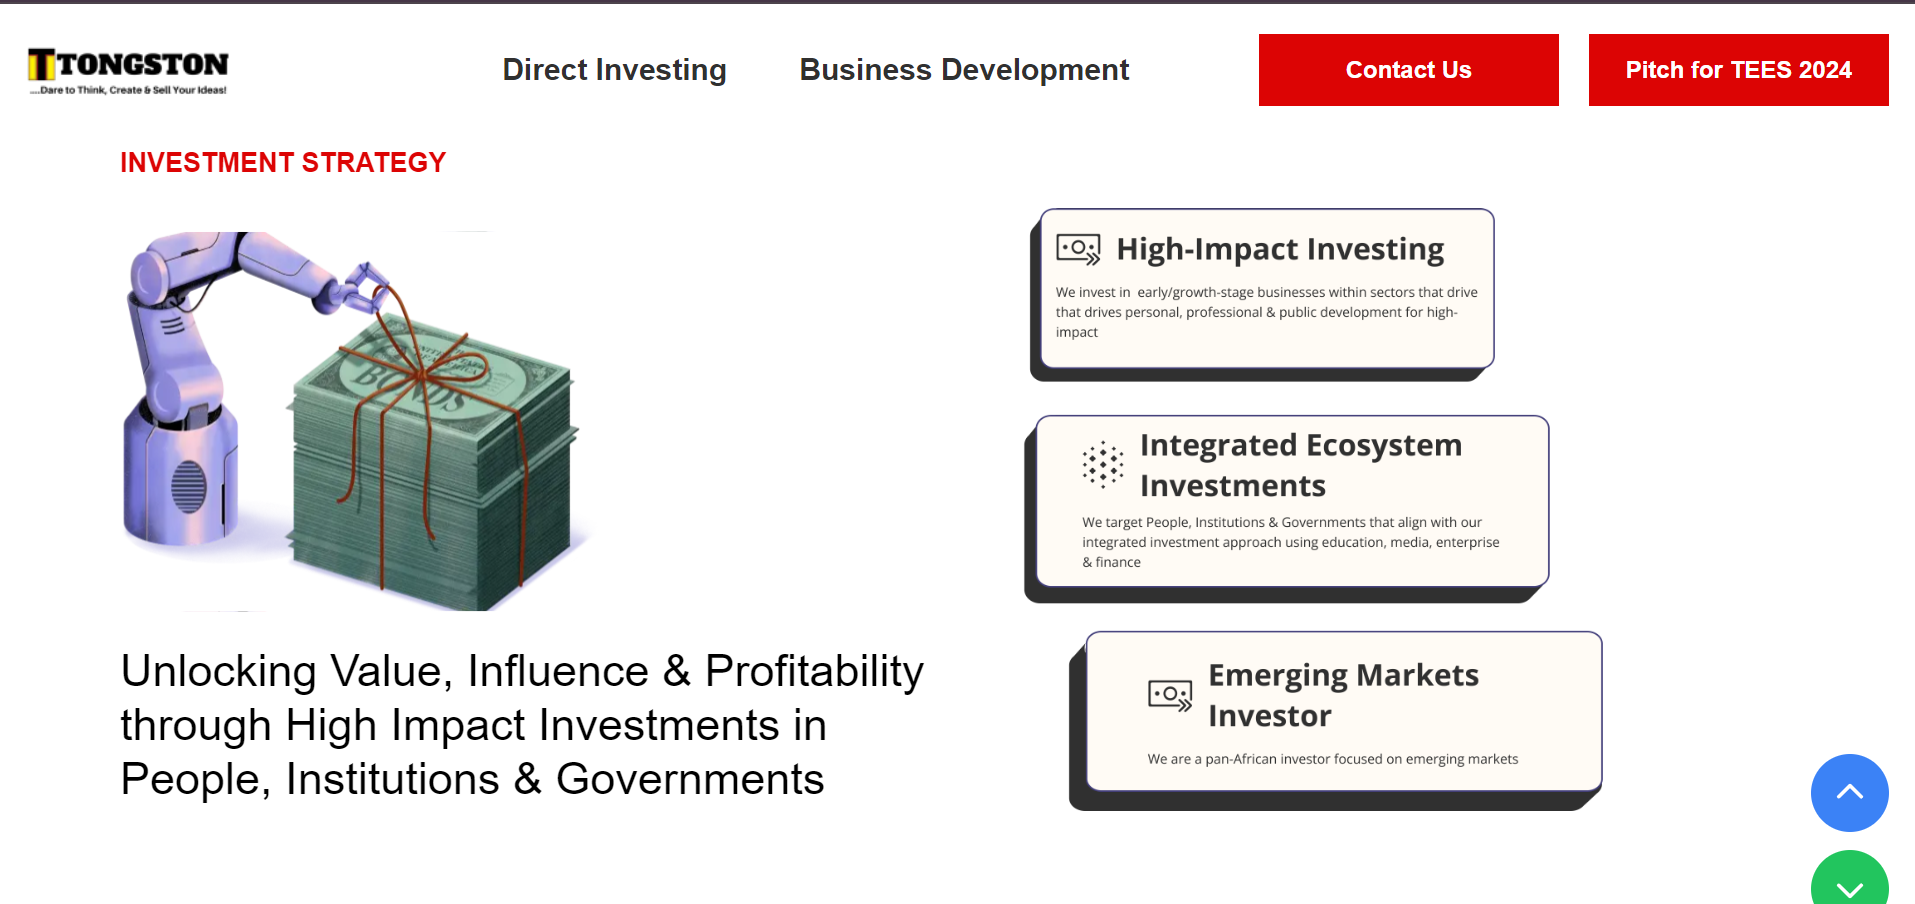 TTONGSTON
....Dare to Think, Create & Sell Your Ideas!
Direct Investing
Business Development
Contact Us
Pitch for TEES 2024
INVESTMENT STRATEGY
BONDS
Unlocking Value, Influence & Profitability
through High Impact Investments in
People, Institutions & Governments
High-Impact Investing
We invest in  early/growth-stage businesses within sectors that drive
that drives personal, professional & public development for high-
impact
Integrated Ecosystem
Investments
We target People, Institutions & Governments that align with our
integrated investment approach using education, media, enterprise
& finance
Emerging Markets
Investor
We are a pan-African investor focused on emerging markets